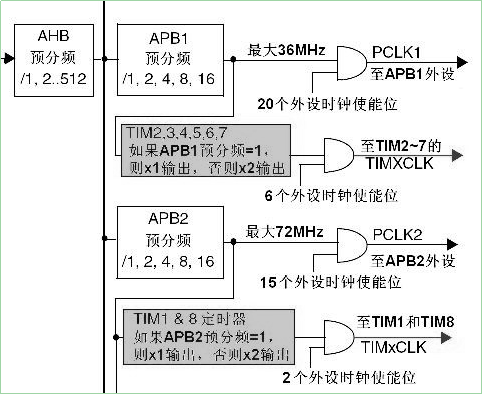 AHB
预分频
/1, 2..512
APB1
预分频
/1, 2, 4, 8, 16
最大36MHz
PCLK1
至APB1外设
20个外设时钟使能位
TIM2,3,4,5,6,7
如果APB1预分频=1,
则x1输出，否则x2输出
至TIM2~7的
TIMXCLK
6个外设时钟使能位
APB2
预分频
/1, 2, 4, 8, 16
最大72MHz
PCLK2
至APB2外设
15个外设时钟使能位
TIM1 & 8 定时器
如果APB2预分频=1,
则x1输出，否则x2输出
至TIM1和TIM8
TIMxCLK
2个外设时钟使能位